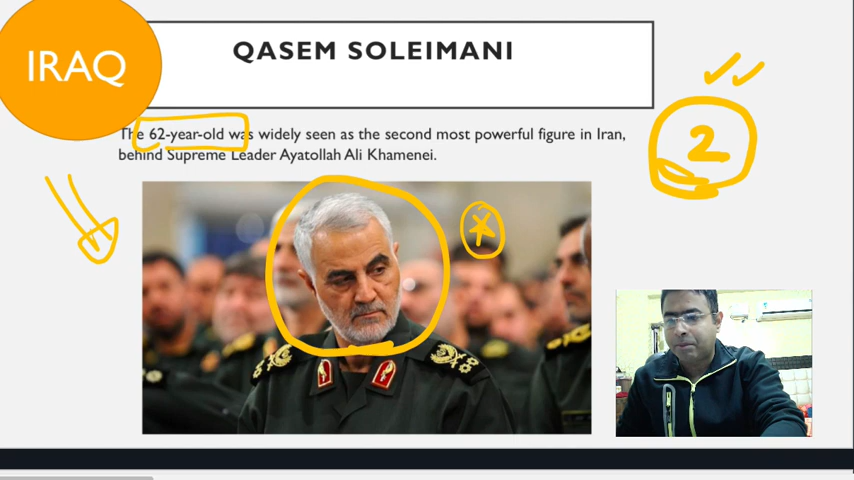 IRAQ
QASEM SOLEIMANI
The 62-year-old was widely seen as the second most powerful figure in Iran,
behind Supreme Leader Ayatollah Ali Khamenei.
2